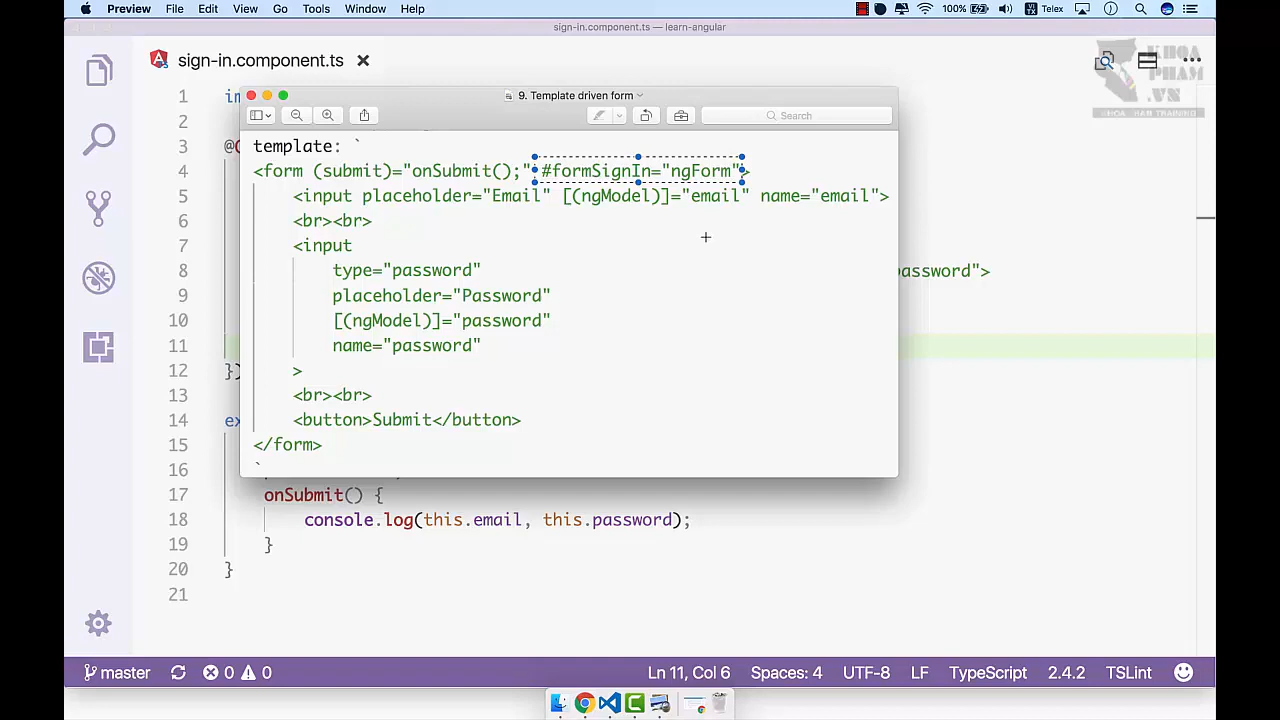 Preview File Edit View Go Tools Window Help 100% VI TX Telex
sign-in.component.ts — learn-angular
sign-in.component.ts
KHOA PHAM .VN
9. Template driven form
Search
1
2
3
4
5
6
7
8
9
10
11
12
13
14
15
16
17
18
19
20
21
template: `
<form (submit)="onSubmit();" #formSignIn="ngForm">
<input placeholder="Email" [(ngModel)]="email" name="email">
<br><br>
<input
type="password"
placeholder="Password"
[(ngModel)]="password"
name="password"
>
<br><br>
<button>Submit</button>
</form>
`
password">
})
onSubmit() {
console.log(this.email, this.password);
}
}
master 0 0 Ln 11, Col 6 Spaces: 4 UTF-8 LF TypeScript 2.4.2 TSLint